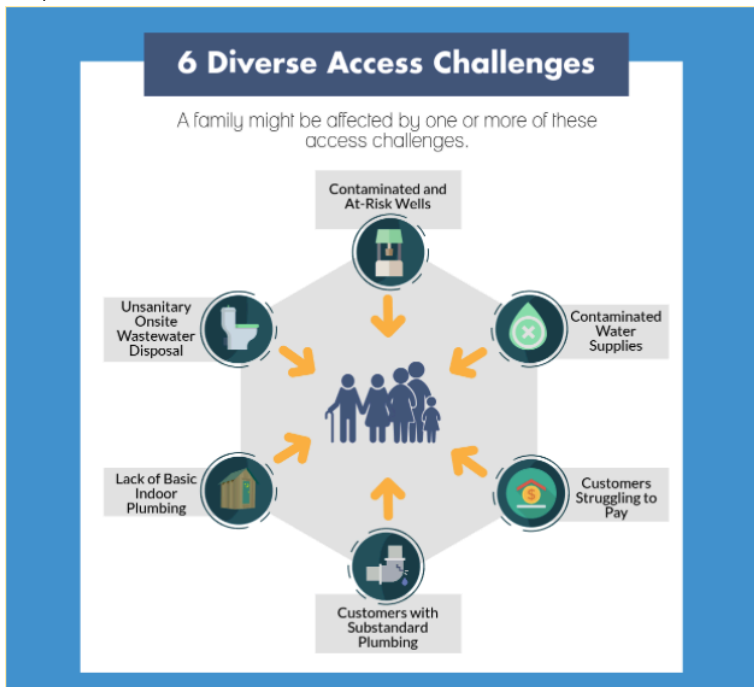 6 Diverse Access Challenges
A family might be affected by one or more of these
access challenges.
Contaminated and
At-Risk Wells
Unsanitary
Onsite
Wastewater
Disposal
Contaminated
Water
Supplies
Lack of Basic
Indoor
Plumbing
$
Customers
Struggling to
Pay
Customers with
Substandard
Plumbing